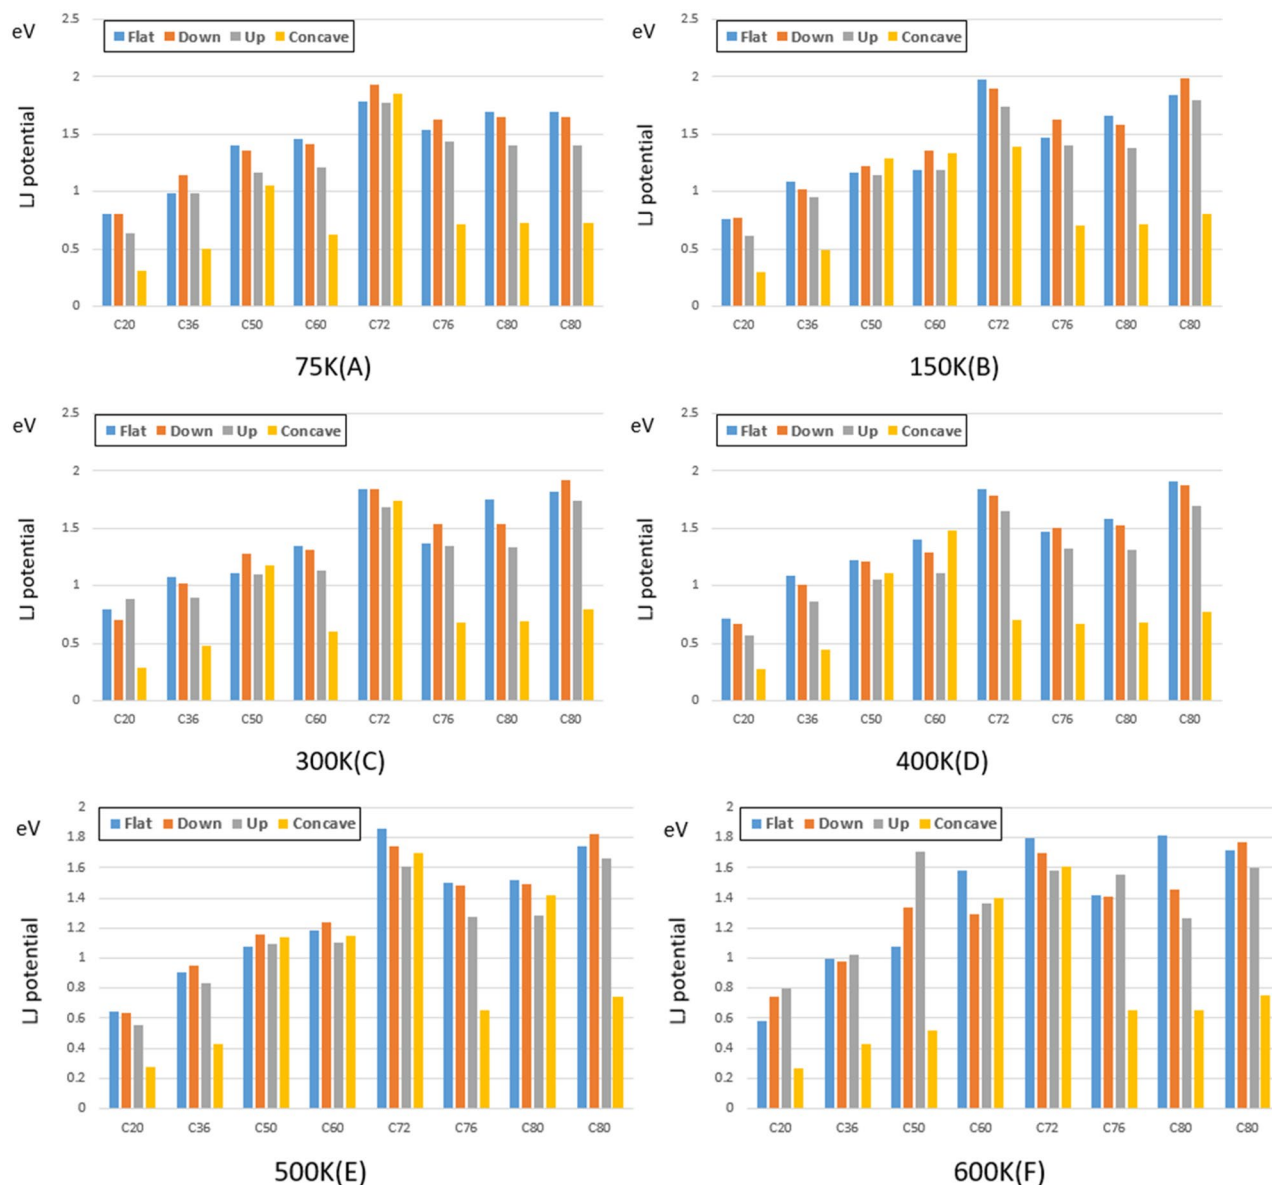 eV
2.5
Flat Down Up Concave
2
1.5
1
0.5
0
LJ potential
C20 C36 C50 C60 C72 C76 C80 C80
75K(A)
eV
2.5
Flat Down Up Concave
2
1.5
1
0.5
0
LJ potential
C20 C36 C50 C60 C72 C76 C80 C80
150K(B)
eV
2.5
Flat Down Up Concave
2
1.5
1
0.5
0
LJ potential
C20 C36 C50 C60 C72 C76 C80 C80
300K(C)
eV
2.5
Flat Down Up Concave
2
1.5
1
0.5
0
LJ potential
C20 C36 C50 C60 C72 C76 C80 C80
400K(D)
eV
2
Flat Down Up Concave
1.8
1.6
1.4
1.2
1
0.8
0.6
0.4
0.2
0
LJ potential
C20 C36 C50 C60 C72 C76 C80 C80
500K(E)
eV
2
Flat Down Up Concave
1.8
1.6
1.4
1.2
1
0.8
0.6
0.4
0.2
0
LJ potential
C20 C36 C50 C60 C72 C76 C80 C80
600K(F)